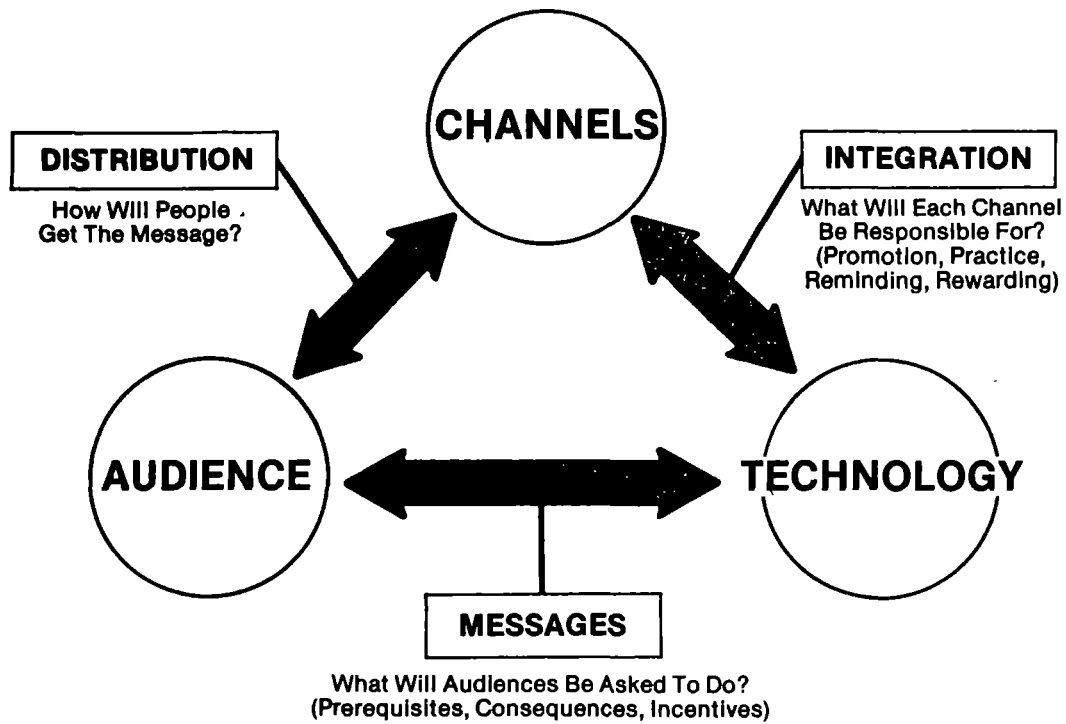 CHANNELS
DISTRIBUTION
How Will People
Get The Message?
INTEGRATION
What Will Each Channel
Be Responsible For?
(Promotion, Practice,
Reminding, Rewarding)
AUDIENCE
TECHNOLOGY
MESSAGES
What Will Audiences Be Asked To Do?
(Prerequisites, Consequences, Incentives)